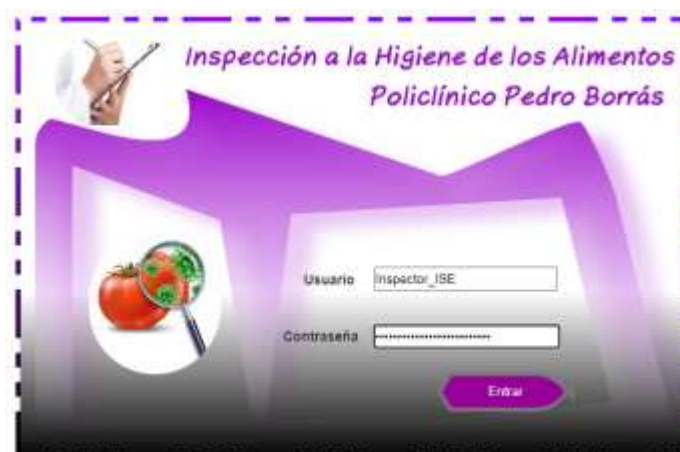 Inspección a la Higiene de los Alimentos
Policlínico Pedro Borrás
Usuario Inspector_ISE
Contraseña
Entrar